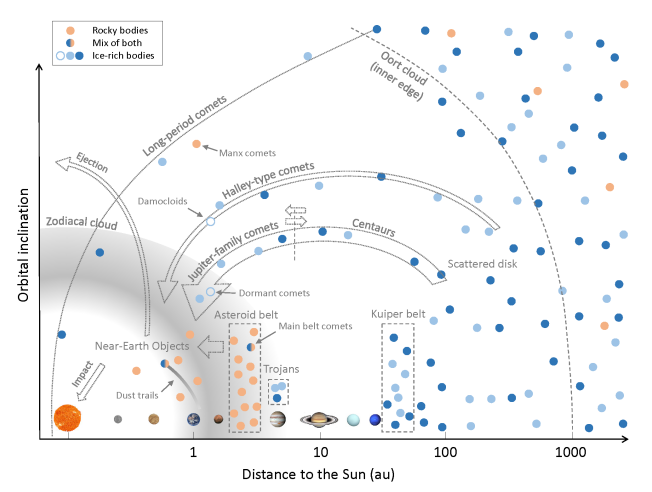 Rocky bodies
Mix of both
Ice-rich bodies
Oort cloud
(inner edge)
Long-period comets
Manx comets
Ejection
Halley-type comets
Damocloids
Zodiacal cloud
Jupiter-family comets
Centaurs
Scattered disk
Dormant comets
Asteroid belt
Kuiper belt
Main belt comets
Near-Earth Objects
Trojans
Impact
Dust trails
Orbital inclination
1
10
100
1000
Distance to the Sun (au)